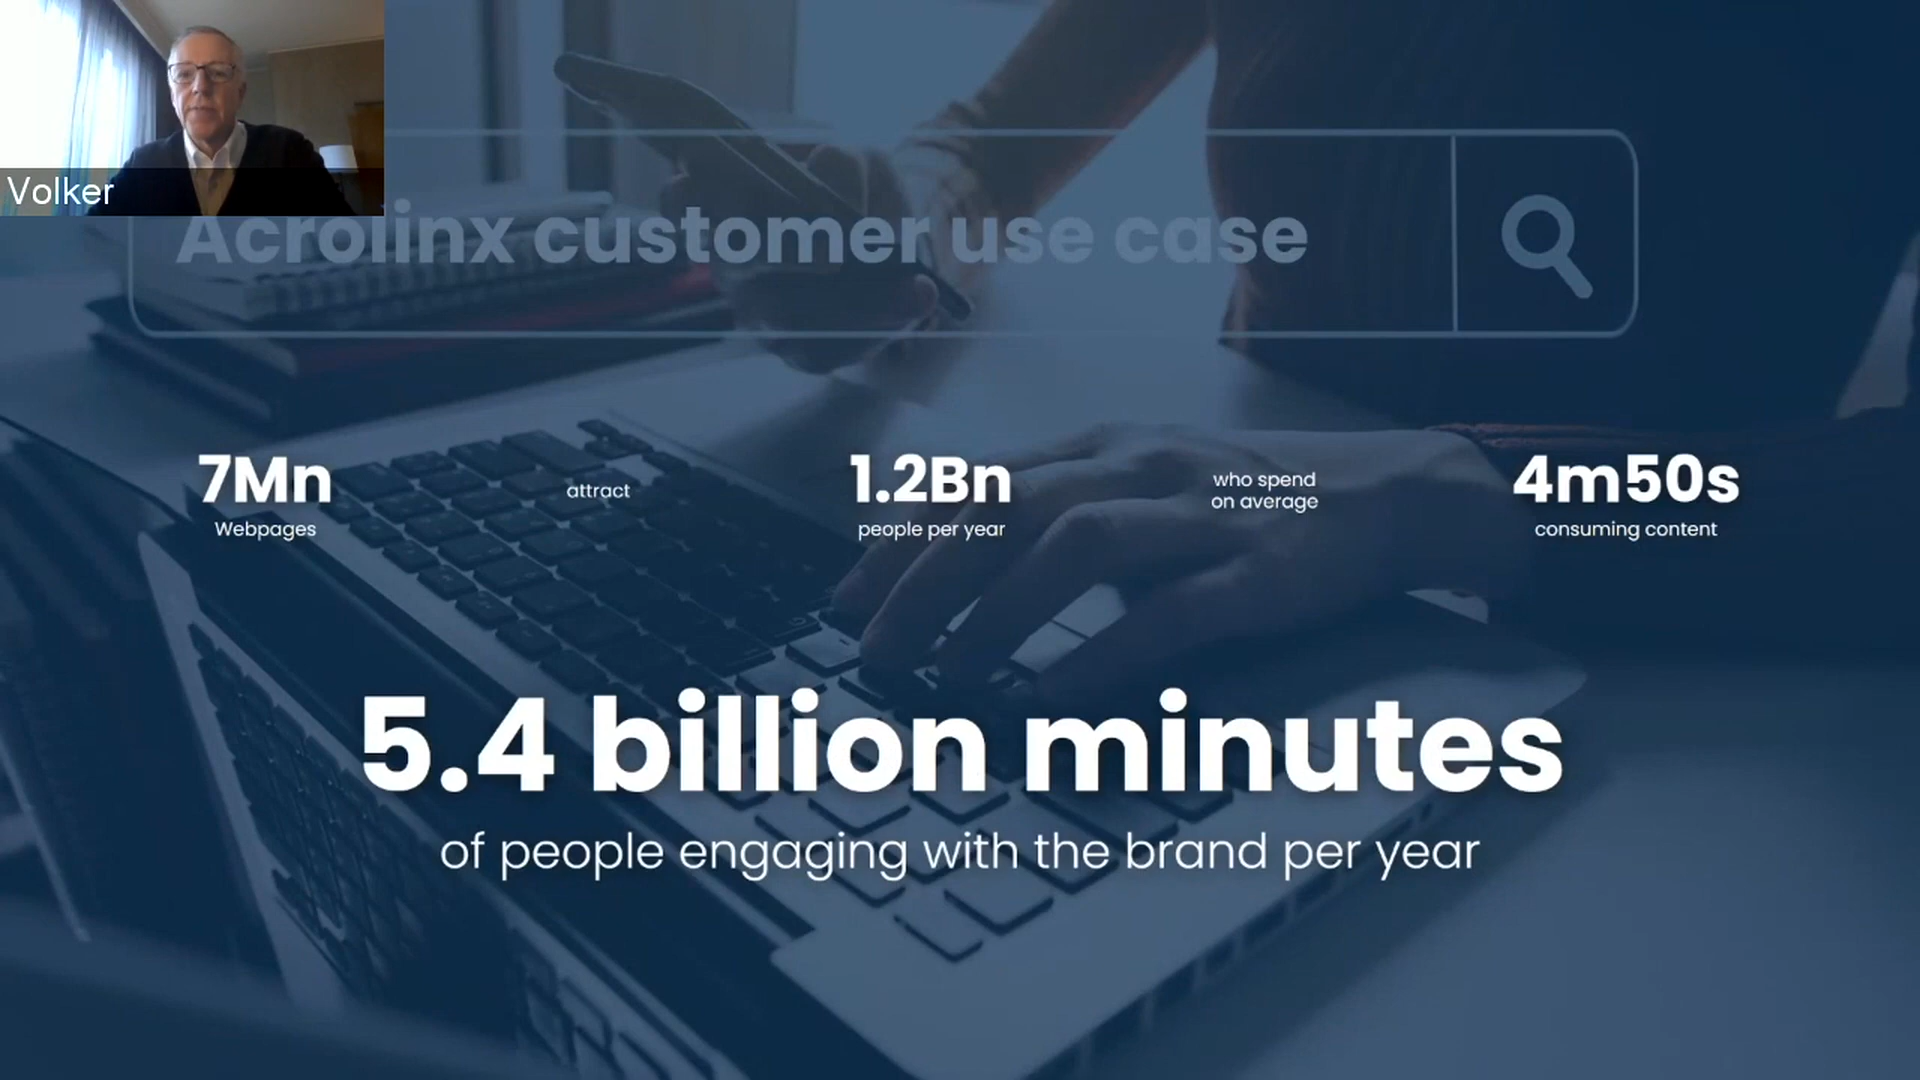 Volker
Acrolinx customer use case
7Mn
Webpages
attract
1.2Bn
people per year
who spend
on average
4m50s
consuming content
5.4 billion minutes
of people engaging with the brand per year